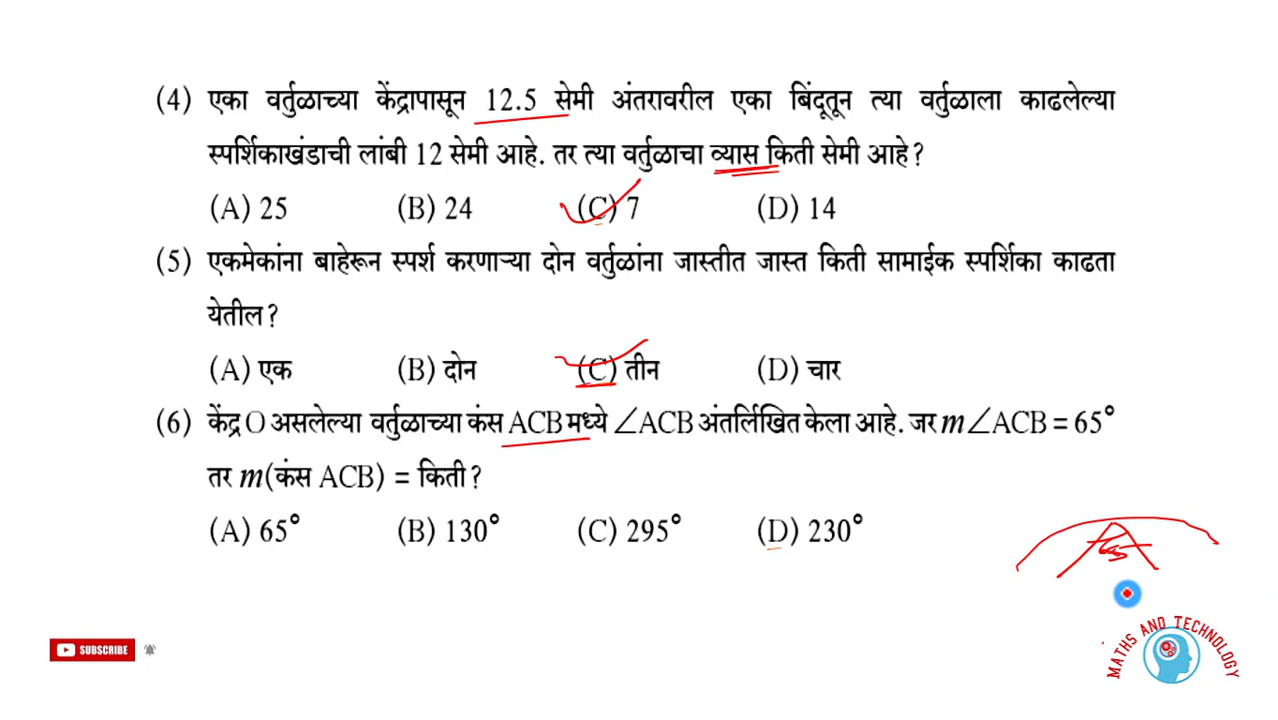 (4) एका वर्तुळाच्या केंद्रापासून 12.5 सेमी अंतरावरील एका बिंदूतून त्या वर्तुळाला काढलेल्या
स्पर्शिकाखंडाची लांबी 12 सेमी आहे. तर त्या वर्तुळाचा व्यास किती सेमी आहे?
(A) 25 (B) 24 (C) 7 (D) 14
(5) एकमेकांना बाहेरून स्पर्श करणाऱ्या दोन वर्तुळांना जास्तीत जास्त किती सामाईक स्पर्शिका काढता
येतील?
(A) एक (B) दोन (C) तीन (D) चार
(6) केंद्र O असलेल्या वर्तुळाच्या कंस ACB मध्ये ∠ACB अंतर्लिखित केला आहे. जर m∠ACB = 65°
तर m(कंस ACB) = किती?
(A) 65° (B) 130° (C) 295° (D) 230°
SUBSCRIBE
MATHS AND TECHNOLOGY